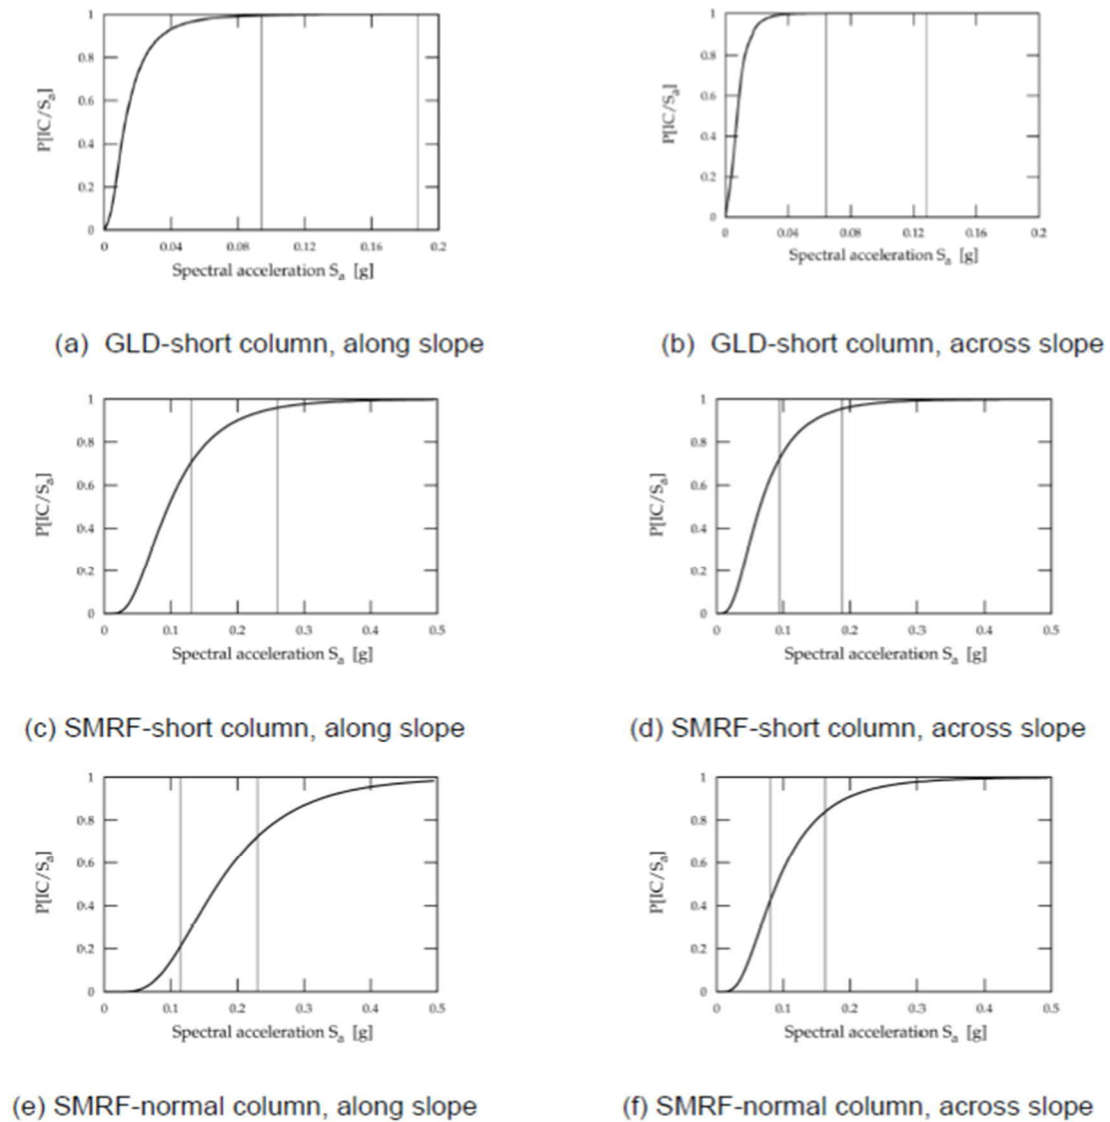 1
0.8
0.6
0.4
0.2
0
P[IC/Sa]
0 0.04 0.08 0.12 0.16 0.2
Spectral acceleration Sa [g]
(a) GLD-short column, along slope
1
0.8
0.6
0.4
0.2
0
P[IC/Sa]
0 0.04 0.08 0.12 0.16 0.2
Spectral acceleration Sa [g]
(b) GLD-short column, across slope
1
0.8
0.6
0.4
0.2
0
P[IC/Sa]
0 0.1 0.2 0.3 0.4 0.5
Spectral acceleration Sa [g]
(c) SMRF-short column, along slope
1
0.8
0.6
0.4
0.2
0
P[IC/Sa]
0 0.1 0.2 0.3 0.4 0.5
Spectral acceleration Sa [g]
(d) SMRF-short column, across slope
1
0.8
0.6
0.4
0.2
0
P[IC/Sa]
0 0.1 0.2 0.3 0.4 0.5
Spectral acceleration Sa [g]
(e) SMRF-normal column, along slope
1
0.8
0.6
0.4
0.2
0
P[IC/Sa]
0 0.1 0.2 0.3 0.4 0.5
Spectral acceleration Sa [g]
(f) SMRF-normal column, across slope